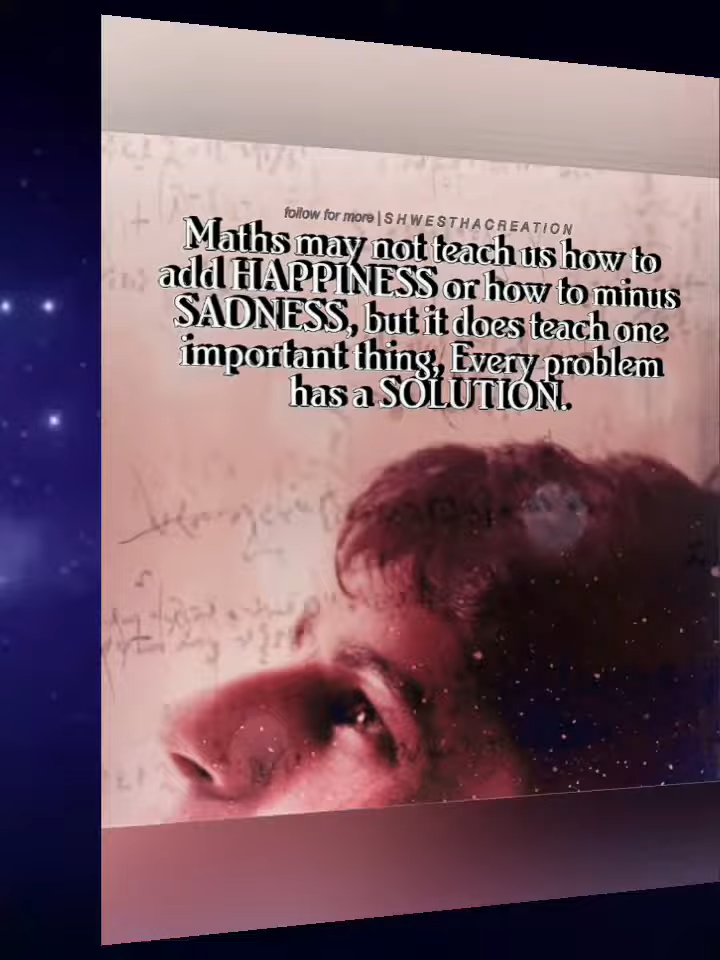 follow for more | SHWESTHACREATION
Maths may not teach us how to
add HAPPINESS or how to minus
SADNESS, but it does teach one
important thing, Every problem
has a SOLUTION.